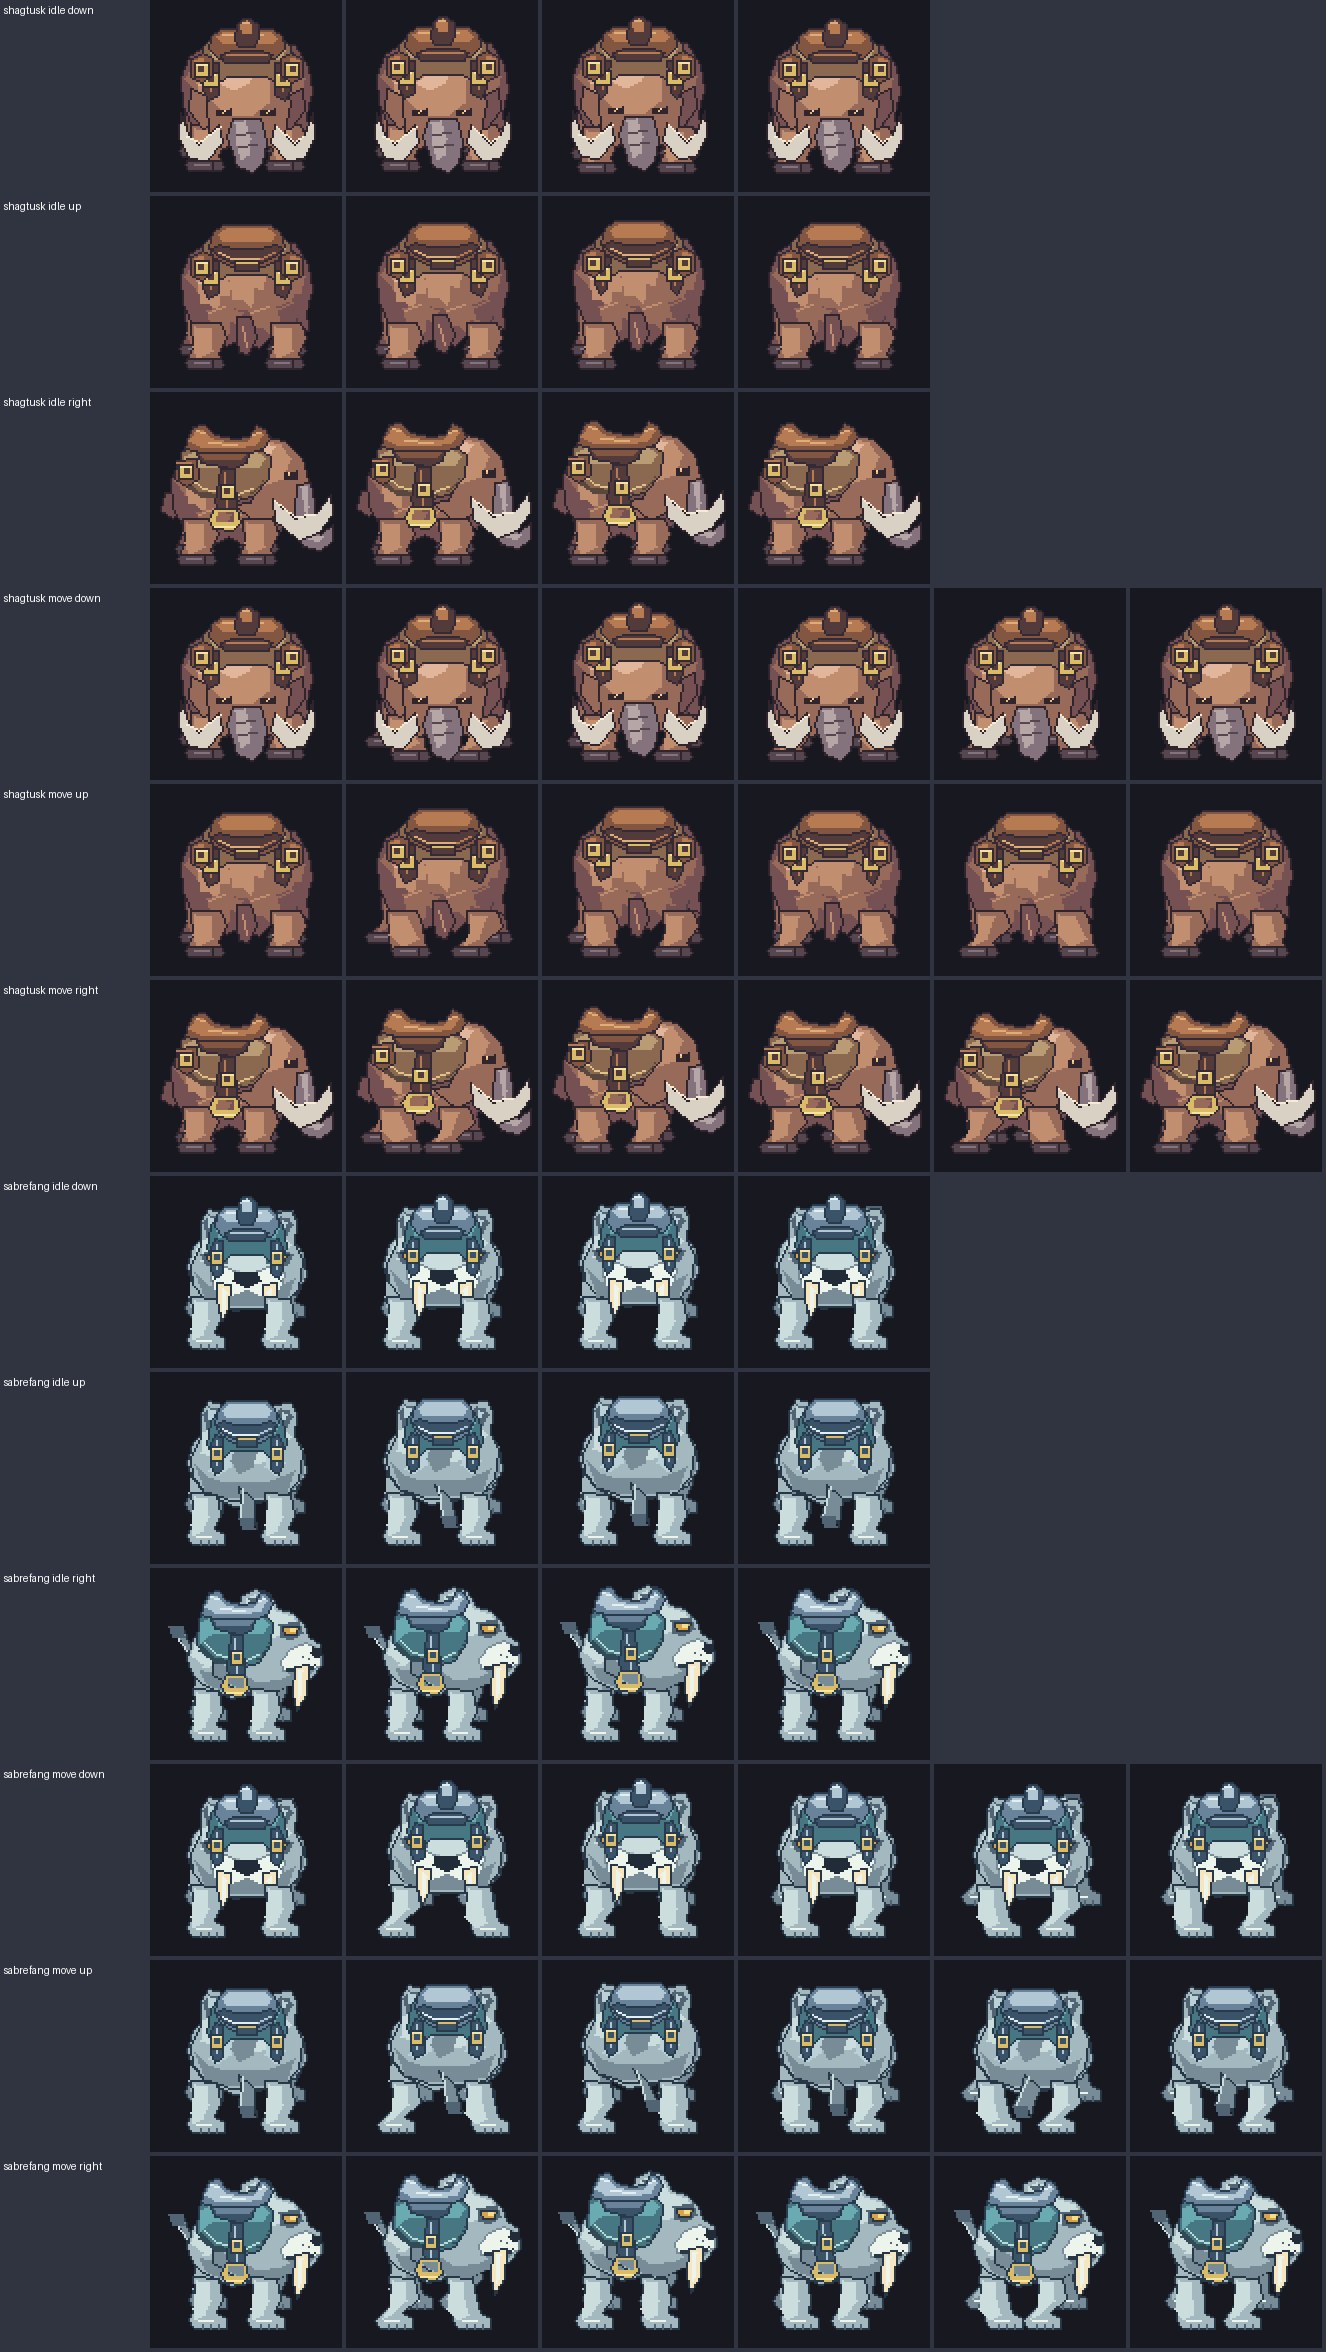 shagtusk idle down
shagtusk idle up
shagtusk idle right
shagtusk move down
shagtusk move up
shagtusk move right
sabrefang idle down
sabrefang idle up
sabrefang idle right
sabrefang move down
sabrefang move up
sabrefang move right